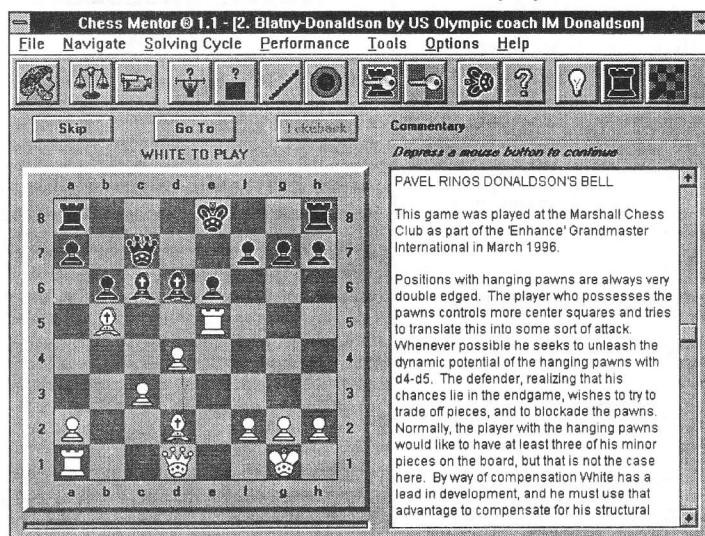 Chess Mentor ® 1.1 - [2. Blatny-Donaldson by US Olympic coach IM Donaldson]
File Navigate Solving Cycle Performance Tools Options Help
? ? ?
Skip Go To Takeback
WHITE TO PLAY
a b c d e f g h
8 8
7 7
6 6
5 5
4 4
3 3
2 2
1 1
a b c d e f g h
Commentary
Depress a mouse button to continue
PAVEL RINGS DONALDSON'S BELL
This game was played at the Marshall Chess
Club as part of the 'Enhance' Grandmaster
International in March 1996.
Positions with hanging pawns are always very
double edged. The player who possesses the
pawns controls more center squares and tries
to translate this into some sort of attack.
Whenever possible he seeks to unleash the
dynamic potential of the hanging pawns with
d4-d5. The defender, realizing that his
chances lie in the endgame, wishes to try to
trade off pieces, and to blockade the pawns.
Normally, the player with the hanging pawns
would like to have at least three of his minor
pieces on the board, but that is not the case
here. By way of compensation White has a
lead in development, and he must use that
advantage to compensate for his structural